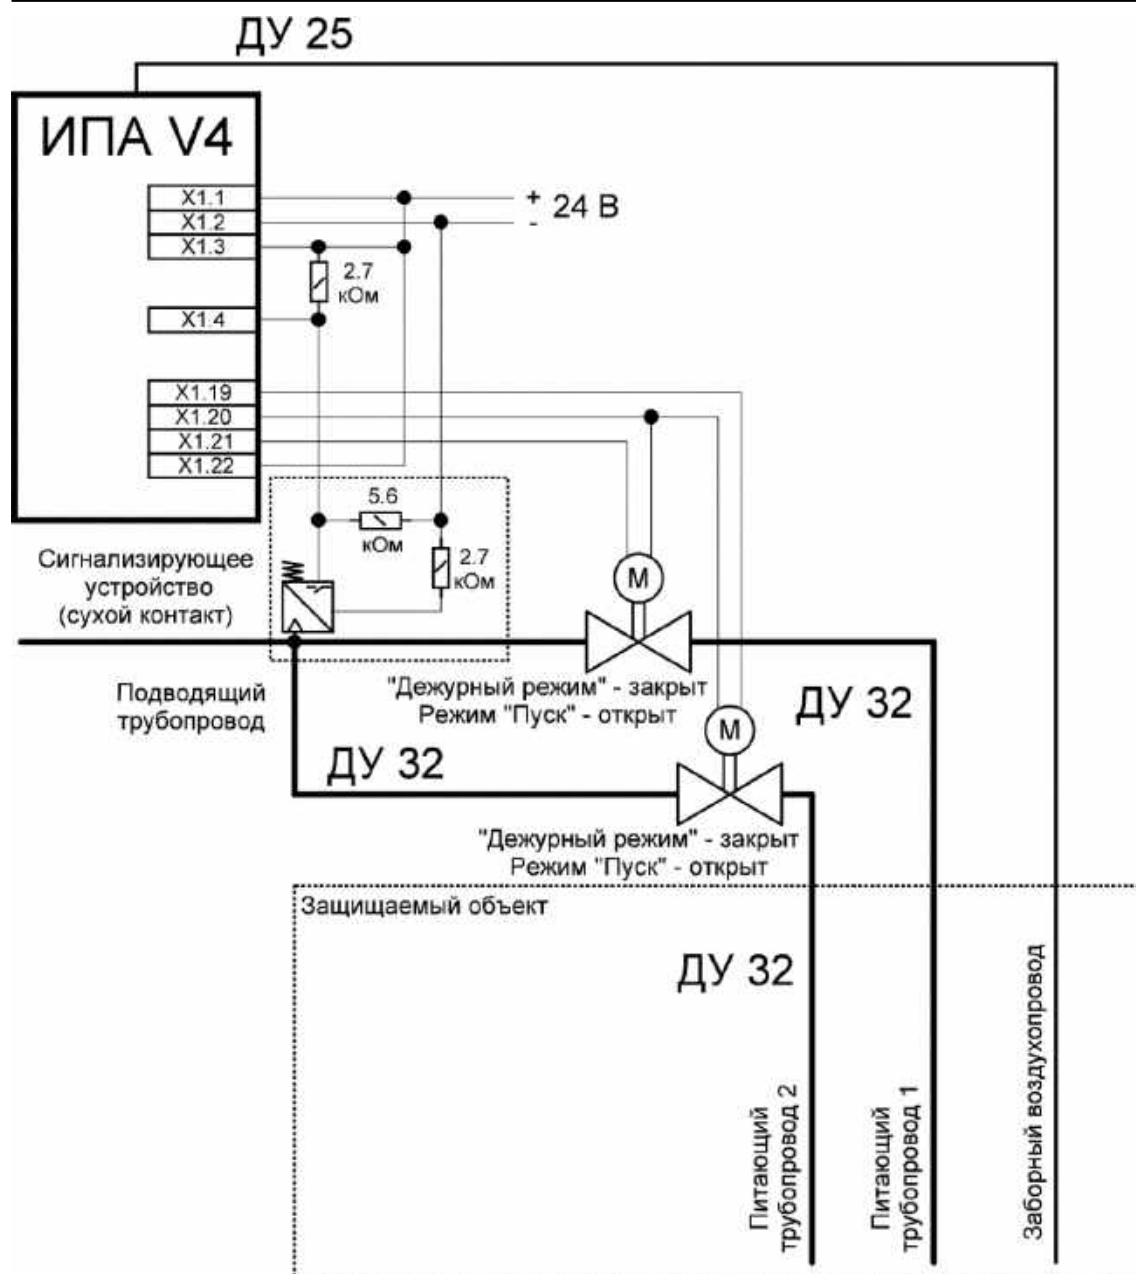 ДУ 25
ИПА V4
X1.1
X1.2
X1.3
X1.4
X1.19
X1.20
X1.21
X1.22
+
24 В
-
2.7
кОм
5.6
кОм
2.7
кОм
Сигнализирующее
устройство
(сухой контакт)
М
Подводящий
трубопровод
"Дежурный режим" - закрыт
Режим "Пуск" - открыт
ДУ 32
М
ДУ 32
"Дежурный режим" - закрыт
Режим "Пуск" - открыт
Защищаемый объект
ДУ 32
Питающий
трубопровод 2
Питающий
трубопровод 1
Заборный воздухопровод